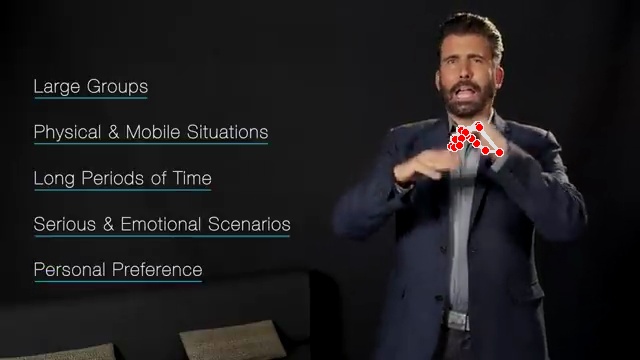 Large Groups
Physical & Mobile Situations
Long Periods of Time
Serious & Emotional Scenarios
Personal Preference